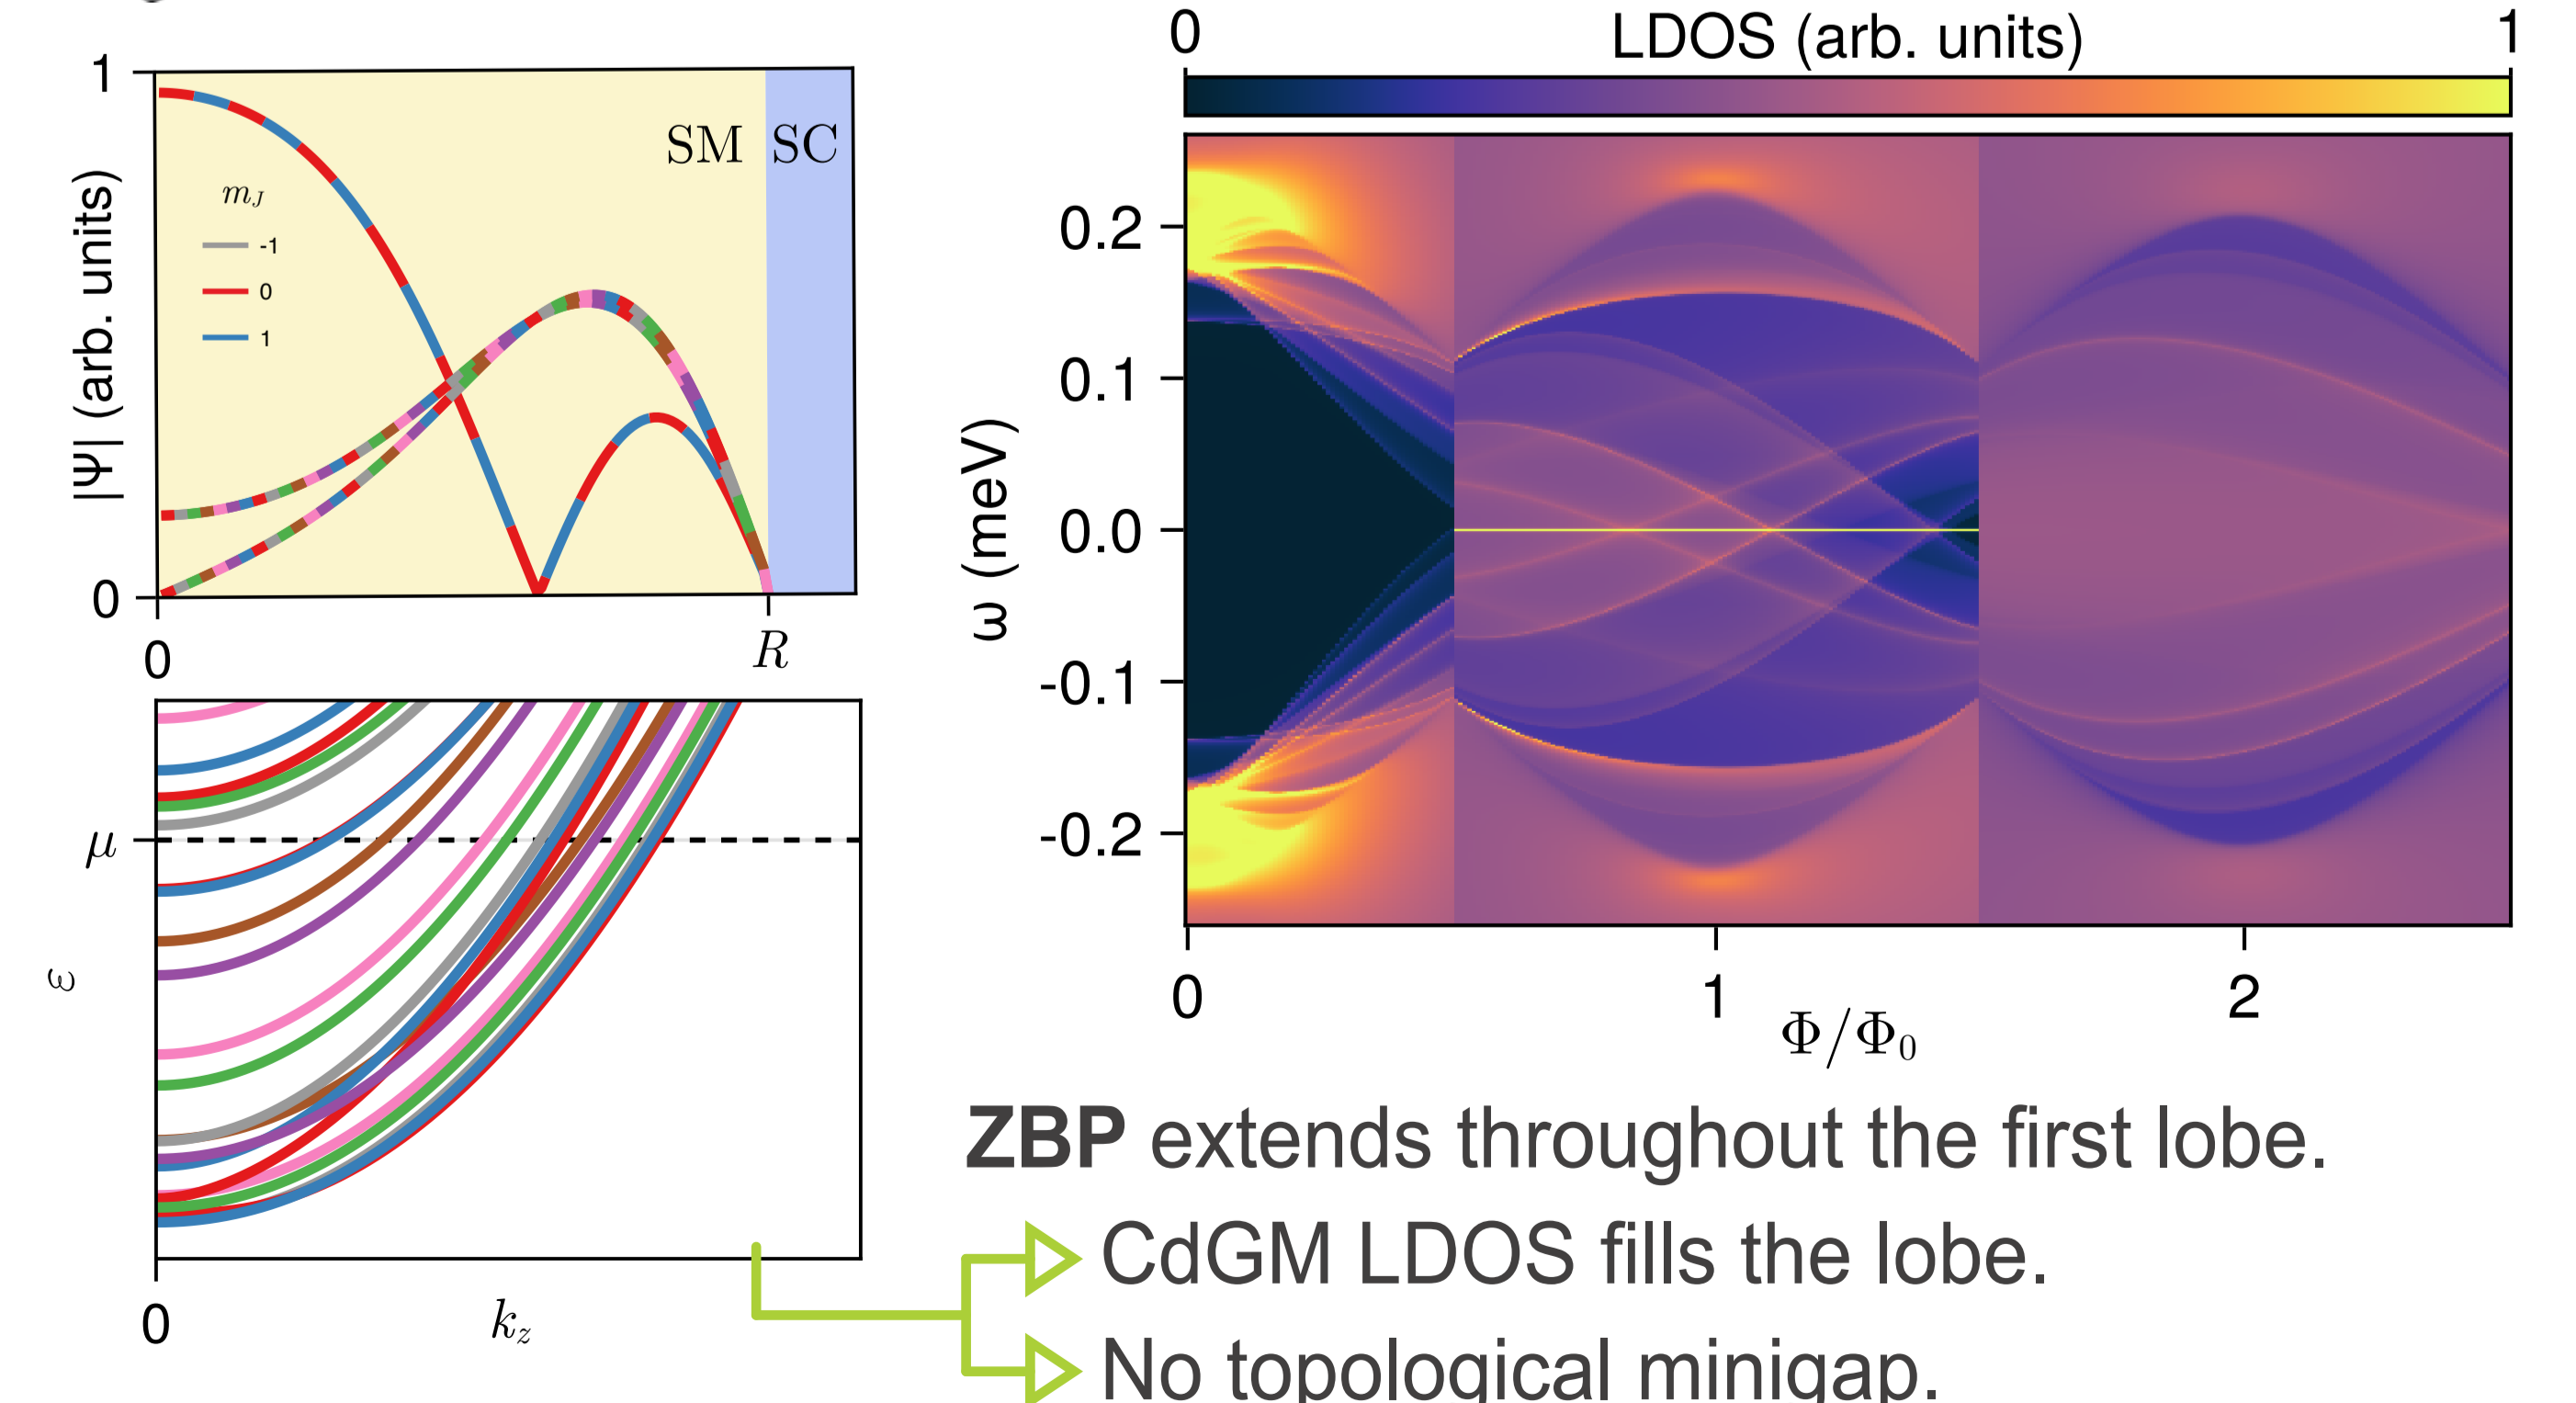 1
|Ψ| (arb. units)
SM SC
m_J
-1
0
1
0
0
R
μ
ω
0
k_z
0 LDOS (arb. units) 1
0.2
0.1
0.0
-0.1
-0.2
ω (meV)
0 1 2
Φ/Φ₀
ZBP extends throughout the first lobe.
CdGM LDOS fills the lobe.
No topological minigap.